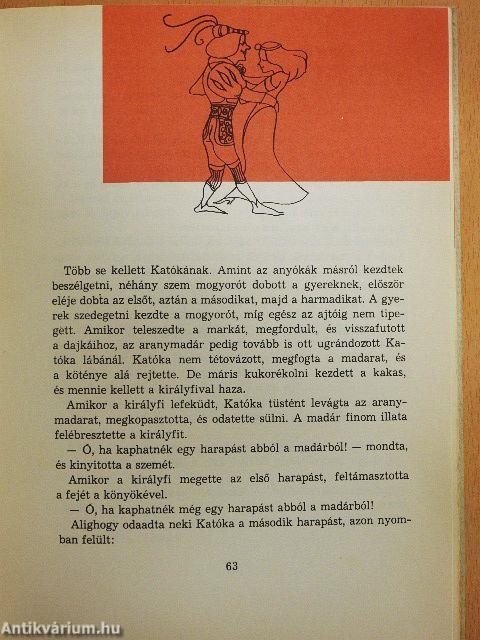 Több se kellett Katókának. Amint az anyókák másról kezdtek
beszélgetni, néhány szem mogyorót dobott a gyereknek, először
eléje dobta az elsőt, aztán a másodikat, majd a harmadikat. A gye-
rek szedegetni kezdte a mogyorót, míg egész az ajtóig nem tipe-
gett. Amikor teleszedte a markát, megfordult, és visszafutott
a dajkáihoz, az aranymadár pedig tovább is ott ugrándozott Ka-
tóka lábánál. Katóka nem tétovázott, megfogta a madarat, és
a köténye alá rejtette. De máris kukorékolni kezdett a kakas,
és mennie kellett a királyfival haza.
Amikor a királyfi lefeküdt, Katóka tüstént levágta az arany-
madarat, megkopasztotta, és odatette sülni. A madár finom illata
felébresztette a királyfit.
— Ó, ha kaphatnék egy harapást abból a madárból! — mondta,
és kinyitotta a szemét.
Amikor a királyfi megette az első harapást, feltámasztotta
a fejét a könyökével.
— Ó, ha kaphatnék még egy harapást abból a madárból!
Alighogy odaadta neki Katóka a második harapást, azon nyom-
ban felült:
63
Antikvárium.hu